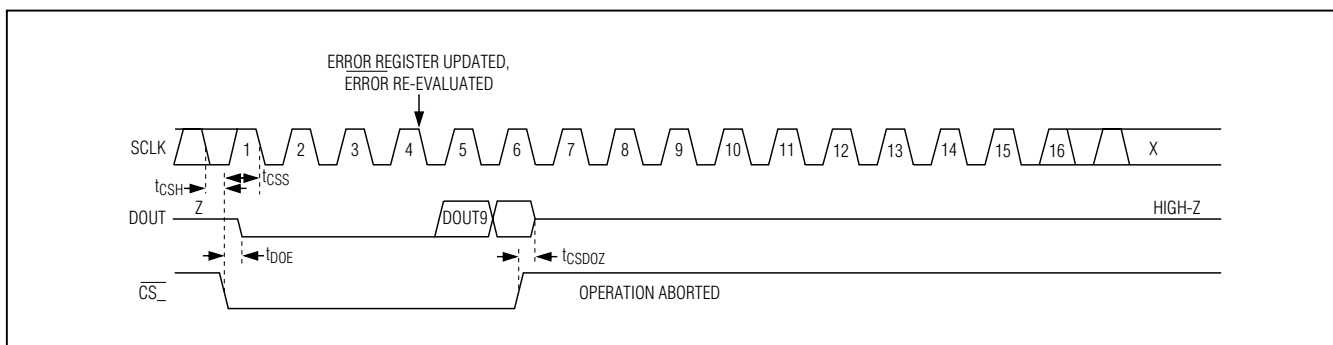 ERROR REGISTER UPDATED,
ERROR RE-EVALUATED
SCLK 1 2 3 4 5 6 7 8 9 10 11 12 13 14 15 16 X
tCSH tCSS
Z
DOUT DOUT9 HIGH-Z
tDOE tCSDOZ
CS_ OPERATION ABORTED